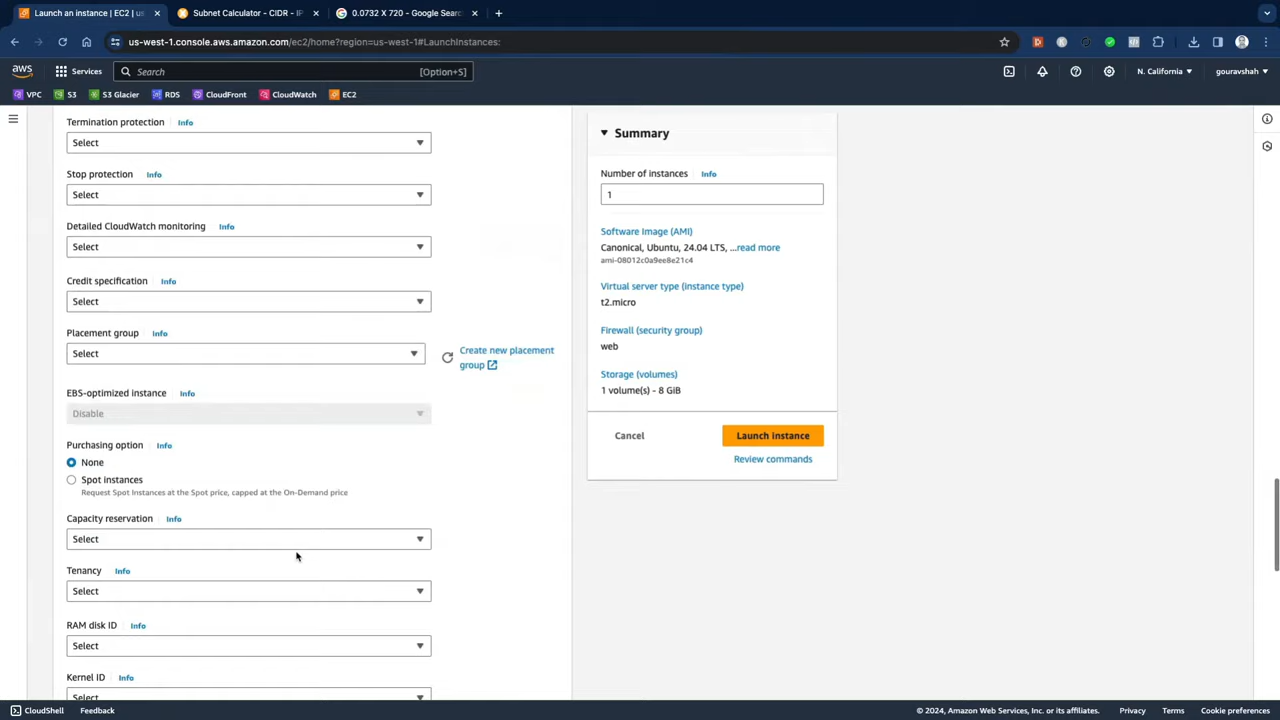 Launch an instance | EC2 | us
Subnet Calculator - CIDR - IP
0.0732 X 720 - Google Searc
us-west-1.console.aws.amazon.com/ec2/home?region=us-west-1#LaunchInstances:
aws
Services
Search
[Option+S]
N. California
gouravshah
VPC
S3
S3 Glacier
RDS
CloudFront
CloudWatch
EC2
Termination protection Info
Select
Stop protection Info
Select
Detailed CloudWatch monitoring Info
Select
Credit specification Info
Select
Placement group Info
Select
Create new placement
group
EBS-optimized instance Info
Disable
Purchasing option Info
None
Spot instances
Request Spot Instances at the Spot price, capped at the On-Demand price
Capacity reservation Info
Select
Tenancy Info
Select
RAM disk ID Info
Select
Kernel ID Info
Select
Summary
Number of instances Info
1
Software Image (AMI)
Canonical, Ubuntu, 24.04 LTS, ...read more
ami-08012c0a9ee8e21c4
Virtual server type (instance type)
t2.micro
Firewall (security group)
web
Storage (volumes)
1 volume(s) - 8 GiB
Cancel
Launch instance
Review commands
CloudShell
Feedback
© 2024, Amazon Web Services, Inc. or its affiliates.
Privacy
Terms
Cookie preferences